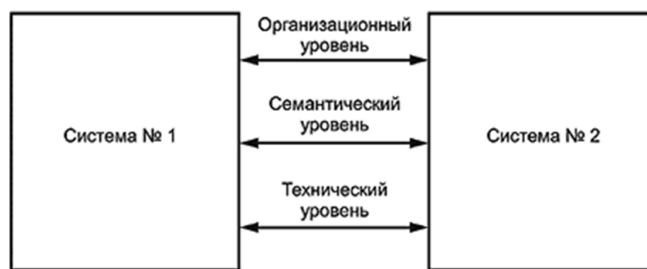 Организационный
уровень
Семантический
уровень
Система № 1
Система № 2
Технический
уровень